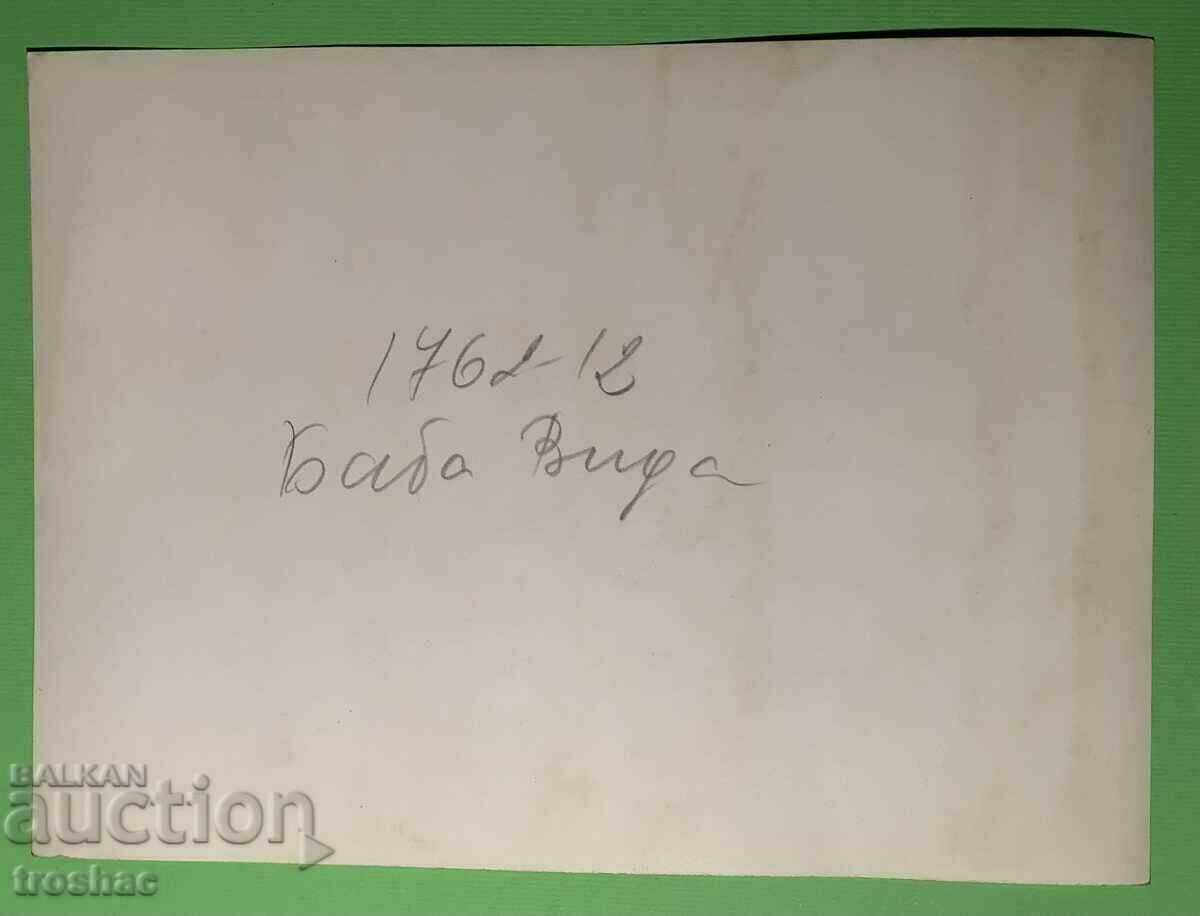 1762-12
Баба Вида
BALKAN
auction
troshac